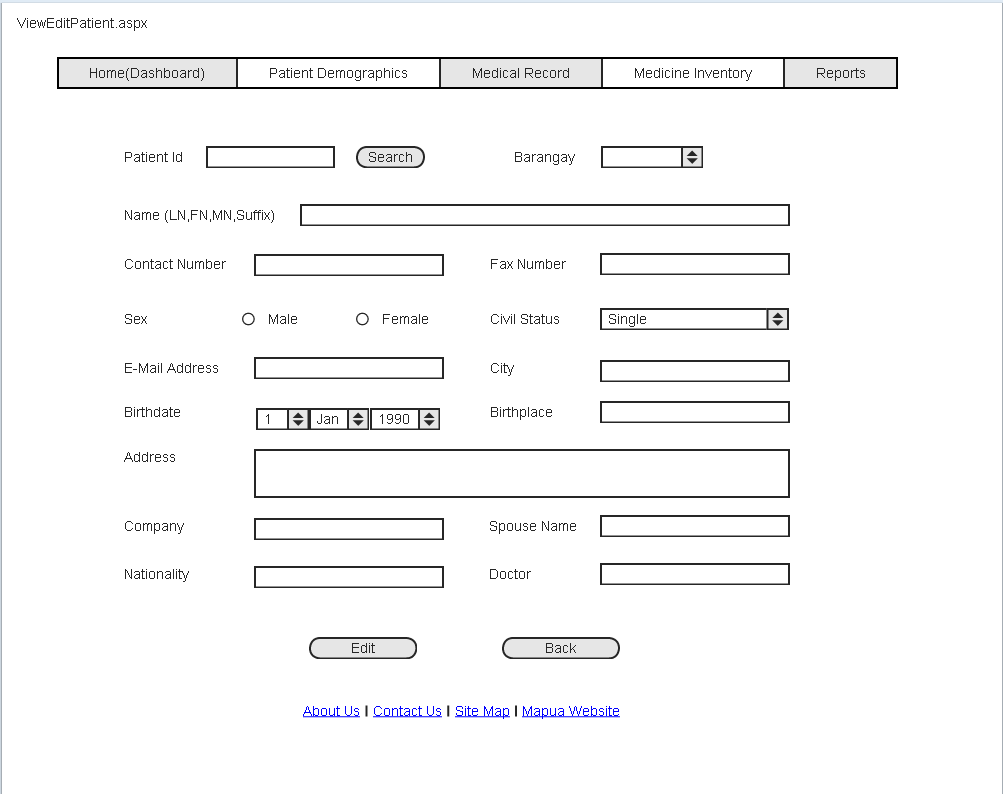 ViewEditPatient.aspx
Home(Dashboard) Patient Demographics Medical Record Medicine Inventory Reports
Patient Id Search Barangay
Name (LN,FN,MN,Suffix)
Contact Number Fax Number
Sex Male Female Civil Status Single
E-Mail Address City
Birthdate 1 Jan 1990 Birthplace
Address
Company Spouse Name
Nationality Doctor
Edit Back
About Us | Contact Us | Site Map | Mapua Website